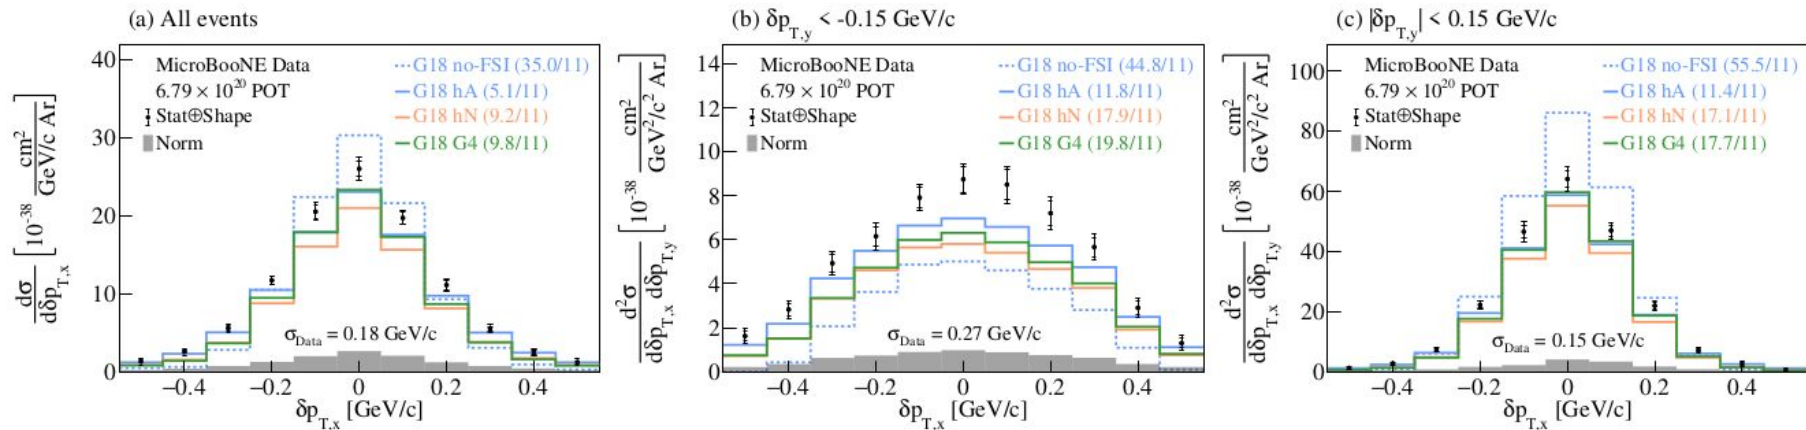 (a) All events
MicroBooNE Data
6.79 × 10²⁰ POT
Stat⊕Shape
Norm
G18 no-FSI (35.0/11)
G18 hA (5.1/11)
G18 hN (9.2/11)
G18 G4 (9.8/11)
σ_Data = 0.18 GeV/c
dσ/dδp_T,x [10⁻³⁸ cm²/GeV/c Ar]
40
30
20
10
0
−0.4 −0.2 0 0.2 0.4
δp_T,x [GeV/c]
(b) δp_T,y < -0.15 GeV/c
MicroBooNE Data
6.79 × 10²⁰ POT
Stat⊕Shape
Norm
G18 no-FSI (44.8/11)
G18 hA (11.8/11)
G18 hN (17.9/11)
G18 G4 (19.8/11)
σ_Data = 0.27 GeV/c
d²σ/dδp_T,x dδp_T,y [10⁻³⁸ cm²/GeV²/c² Ar]
14
12
10
8
6
4
2
0
−0.4 −0.2 0 0.2 0.4
δp_T,x [GeV/c]
(c) |δp_T,y| < 0.15 GeV/c
MicroBooNE Data
6.79 × 10²⁰ POT
Stat⊕Shape
Norm
G18 no-FSI (55.5/11)
G18 hA (11.4/11)
G18 hN (17.1/11)
G18 G4 (17.7/11)
σ_Data = 0.15 GeV/c
d²σ/dδp_T,x dδp_T,y [10⁻³⁸ cm²/GeV²/c² Ar]
100
80
60
40
20
0
−0.4 −0.2 0 0.2 0.4
δp_T,x [GeV/c]